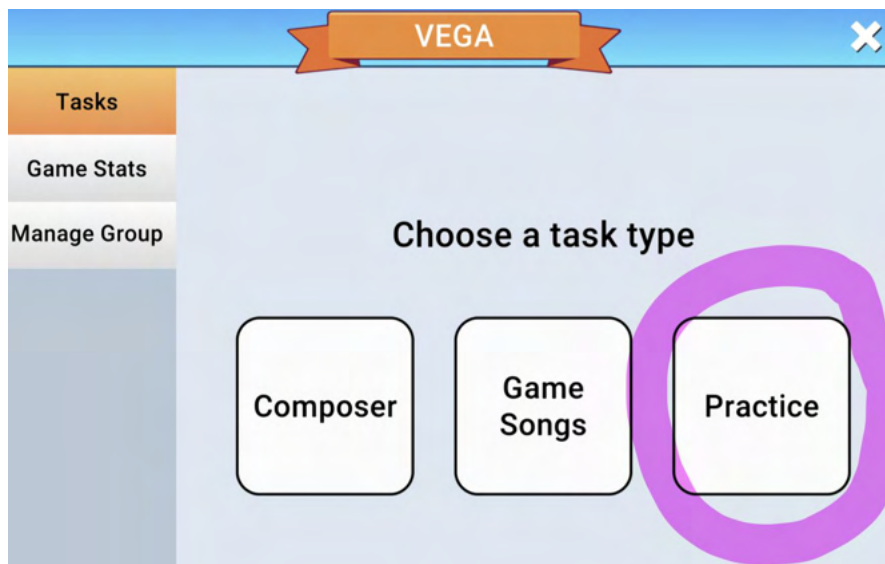 VEGA
Tasks
Game Stats
Manage Group
Choose a task type
Composer
Game
Songs
Practice